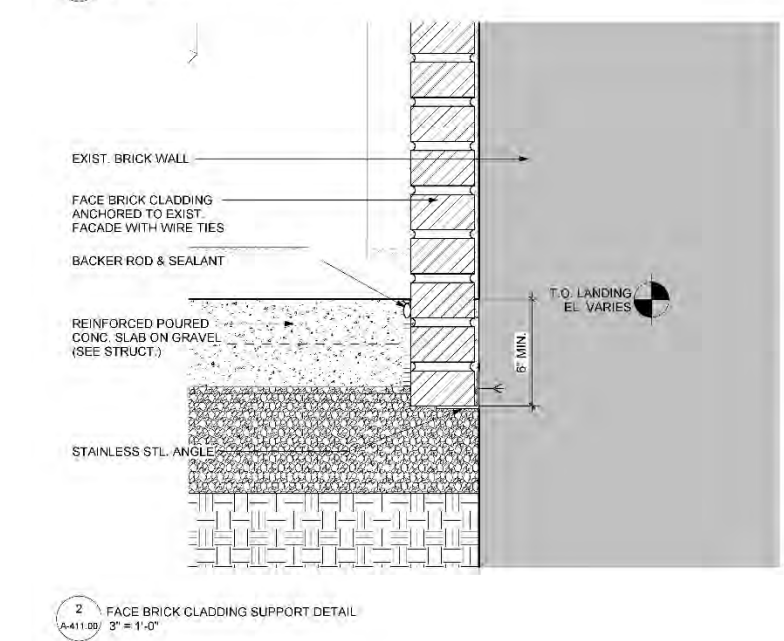 EXIST. BRICK WALL
FACE BRICK CLADDING
ANCHORED TO EXIST.
FACADE WITH WIRE TIES
BACKER ROD & SEALANT
T.O. LANDING
EL. VARIES
REINFORCED POURED
CONC. SLAB ON GRAVEL
(SEE STRUCT.)
6" MIN.
STAINLESS STL. ANGLE
2
A-411.00
FACE BRICK CLADDING SUPPORT DETAIL
3" = 1'-0"